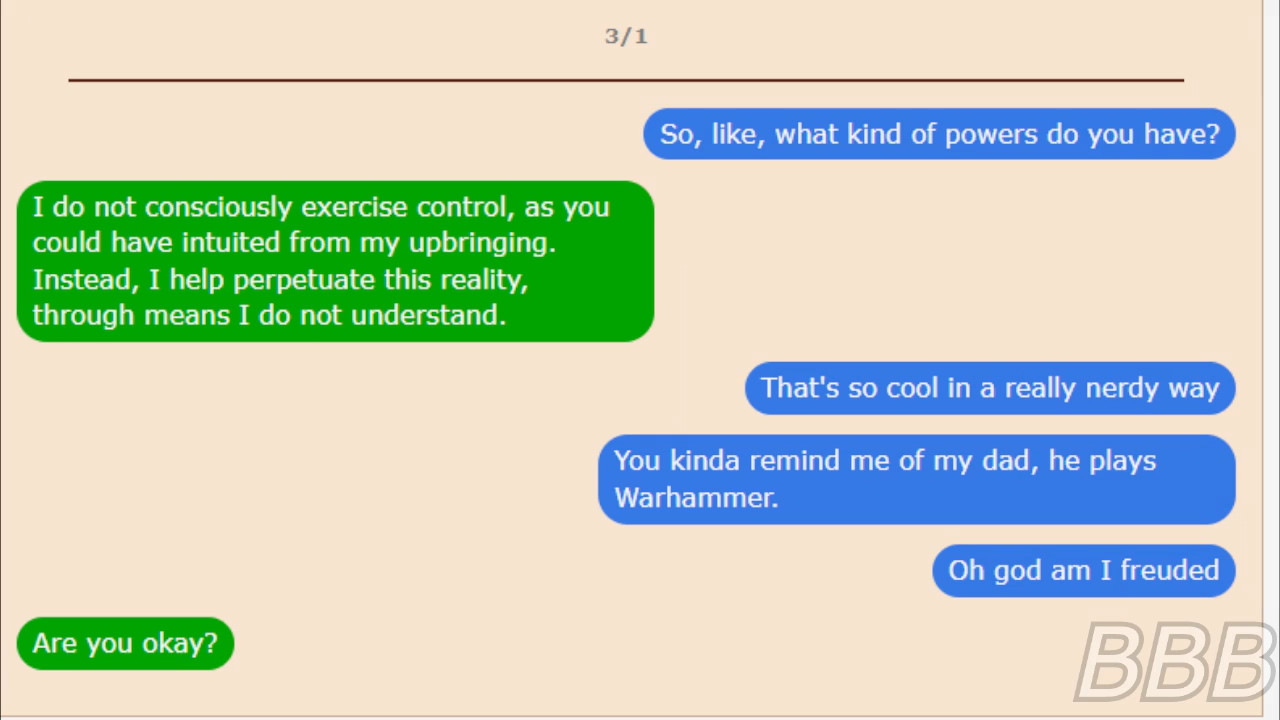 3/1
So, like, what kind of powers do you have?
I do not consciously exercise control, as you
could have intuited from my upbringing.
Instead, I help perpetuate this reality,
through means I do not understand.
That's so cool in a really nerdy way
You kinda remind me of my dad, he plays
Warhammer.
Oh god am I freuded
Are you okay?
BBB